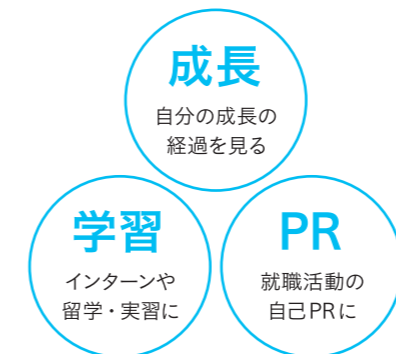 成長
自分の成長の
経過を見る
学習
インターンや
留学・実習に
PR
就職活動の
自己PRに